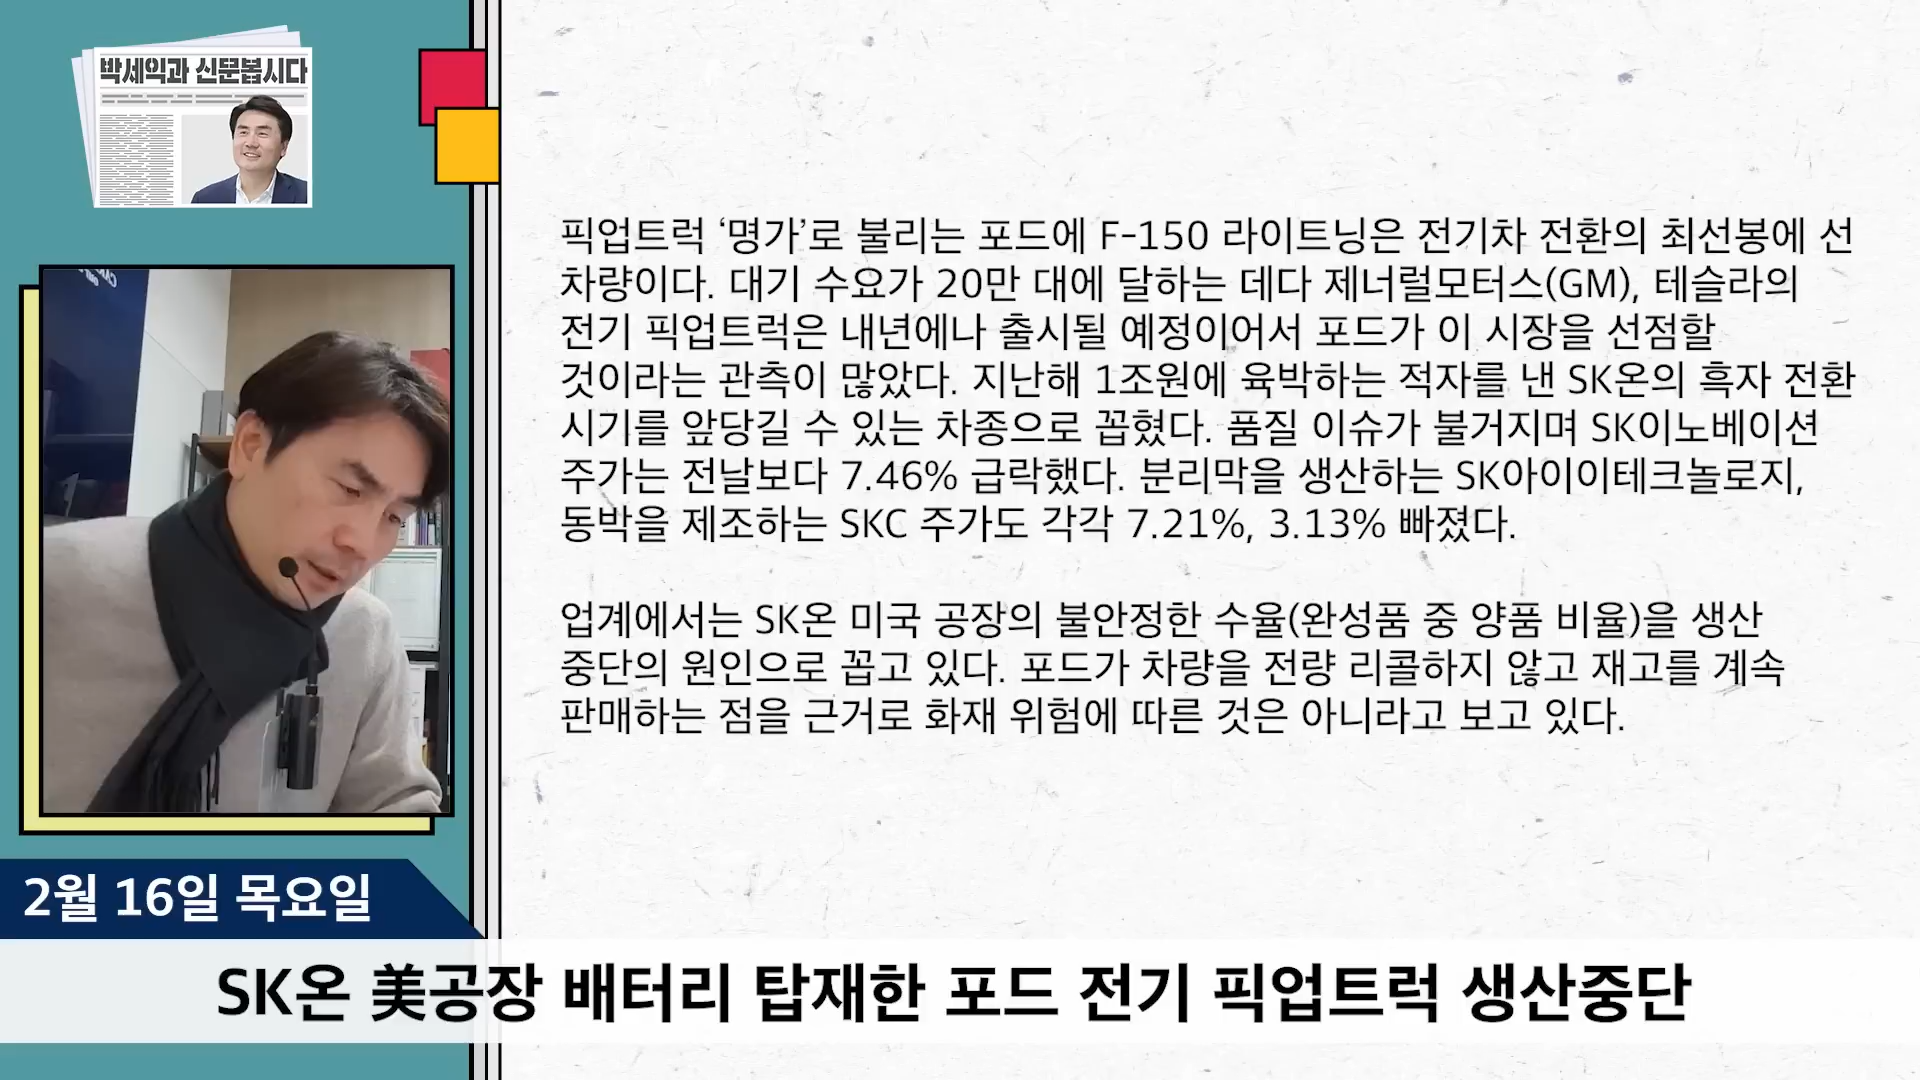 박세익과 신문봅시다
픽업트럭 ‘명가’로 불리는 포드에 F-150 라이트닝은 전기차 전환의 최선봉에 선
차량이다. 대기 수요가 20만 대에 달하는 데다 제너럴모터스(GM), 테슬라의
전기 픽업트럭은 내년에나 출시될 예정이어서 포드가 이 시장을 선점할
것이라는 관측이 많았다. 지난해 1조원에 육박하는 적자를 낸 SK온의 흑자 전환
시기를 앞당길 수 있는 차종으로 꼽혔다. 품질 이슈가 불거지며 SK이노베이션
주가는 전날보다 7.46% 급락했다. 분리막을 생산하는 SK아이이테크놀로지,
동박을 제조하는 SKC 주가도 각각 7.21%, 3.13% 빠졌다.
업계에서는 SK온 미국 공장의 불안정한 수율(완성품 중 양품 비율)을 생산
중단의 원인으로 꼽고 있다. 포드가 차량을 전량 리콜하지 않고 재고를 계속
판매하는 점을 근거로 화재 위험에 따른 것은 아니라고 보고 있다.
2월 16일 목요일
SK온 美공장 배터리 탑재한 포드 전기 픽업트럭 생산중단